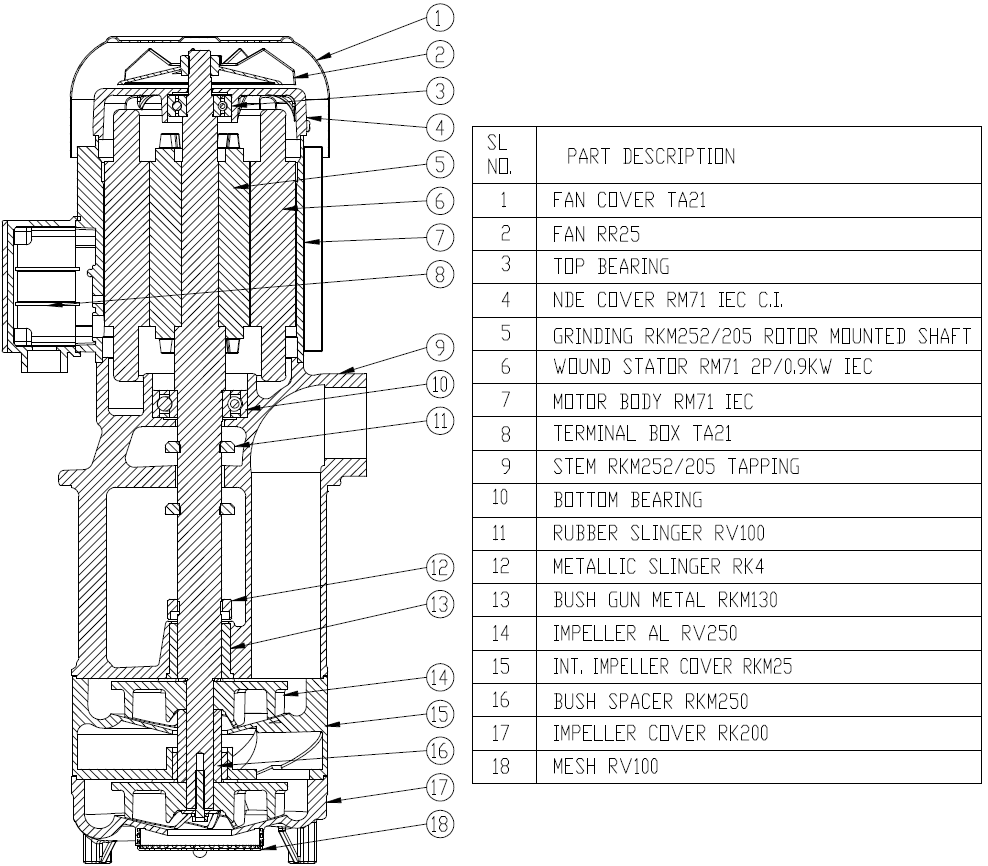 1
2
3
4
5
6
7
8
9
10
11
12
13
14
15
16
17
18
SL NO. PART DESCRIPTION
1 FAN COVER TA21
2 FAN RR25
3 TOP BEARING
4 NDE COVER RM71 IEC C.I.
5 GRINDING RKM252/205 ROTOR MOUNTED SHAFT
6 WOUND STATOR RM71 2P/0.9KW IEC
7 MOTOR BODY RM71 IEC
8 TERMINAL BOX TA21
9 STEM RKM252/205 TAPPING
10 BOTTOM BEARING
11 RUBBER SLINGER RV100
12 METALLIC SLINGER RK4
13 BUSH GUN METAL RKM130
14 IMPELLER AL RV250
15 INT. IMPELLER COVER RKM25
16 BUSH SPACER RKM250
17 IMPELLER COVER RK200
18 MESH RV100